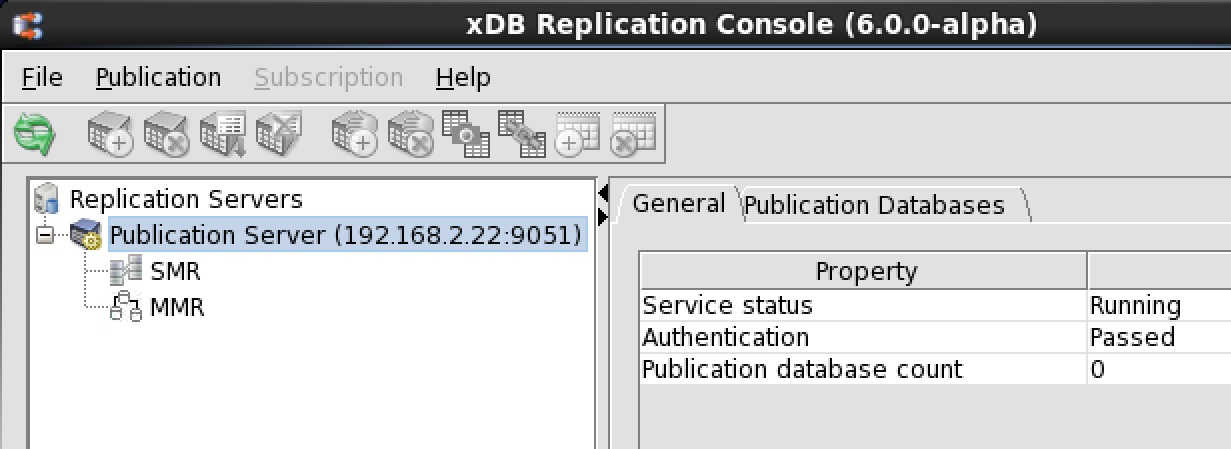 xDB Replication Console (6.0.0-alpha)
File Publication Subscription Help
Replication Servers
Publication Server (192.168.2.22:9051)
SMR
MMR
General Publication Databases
Property
Service status Running
Authentication Passed
Publication database count 0